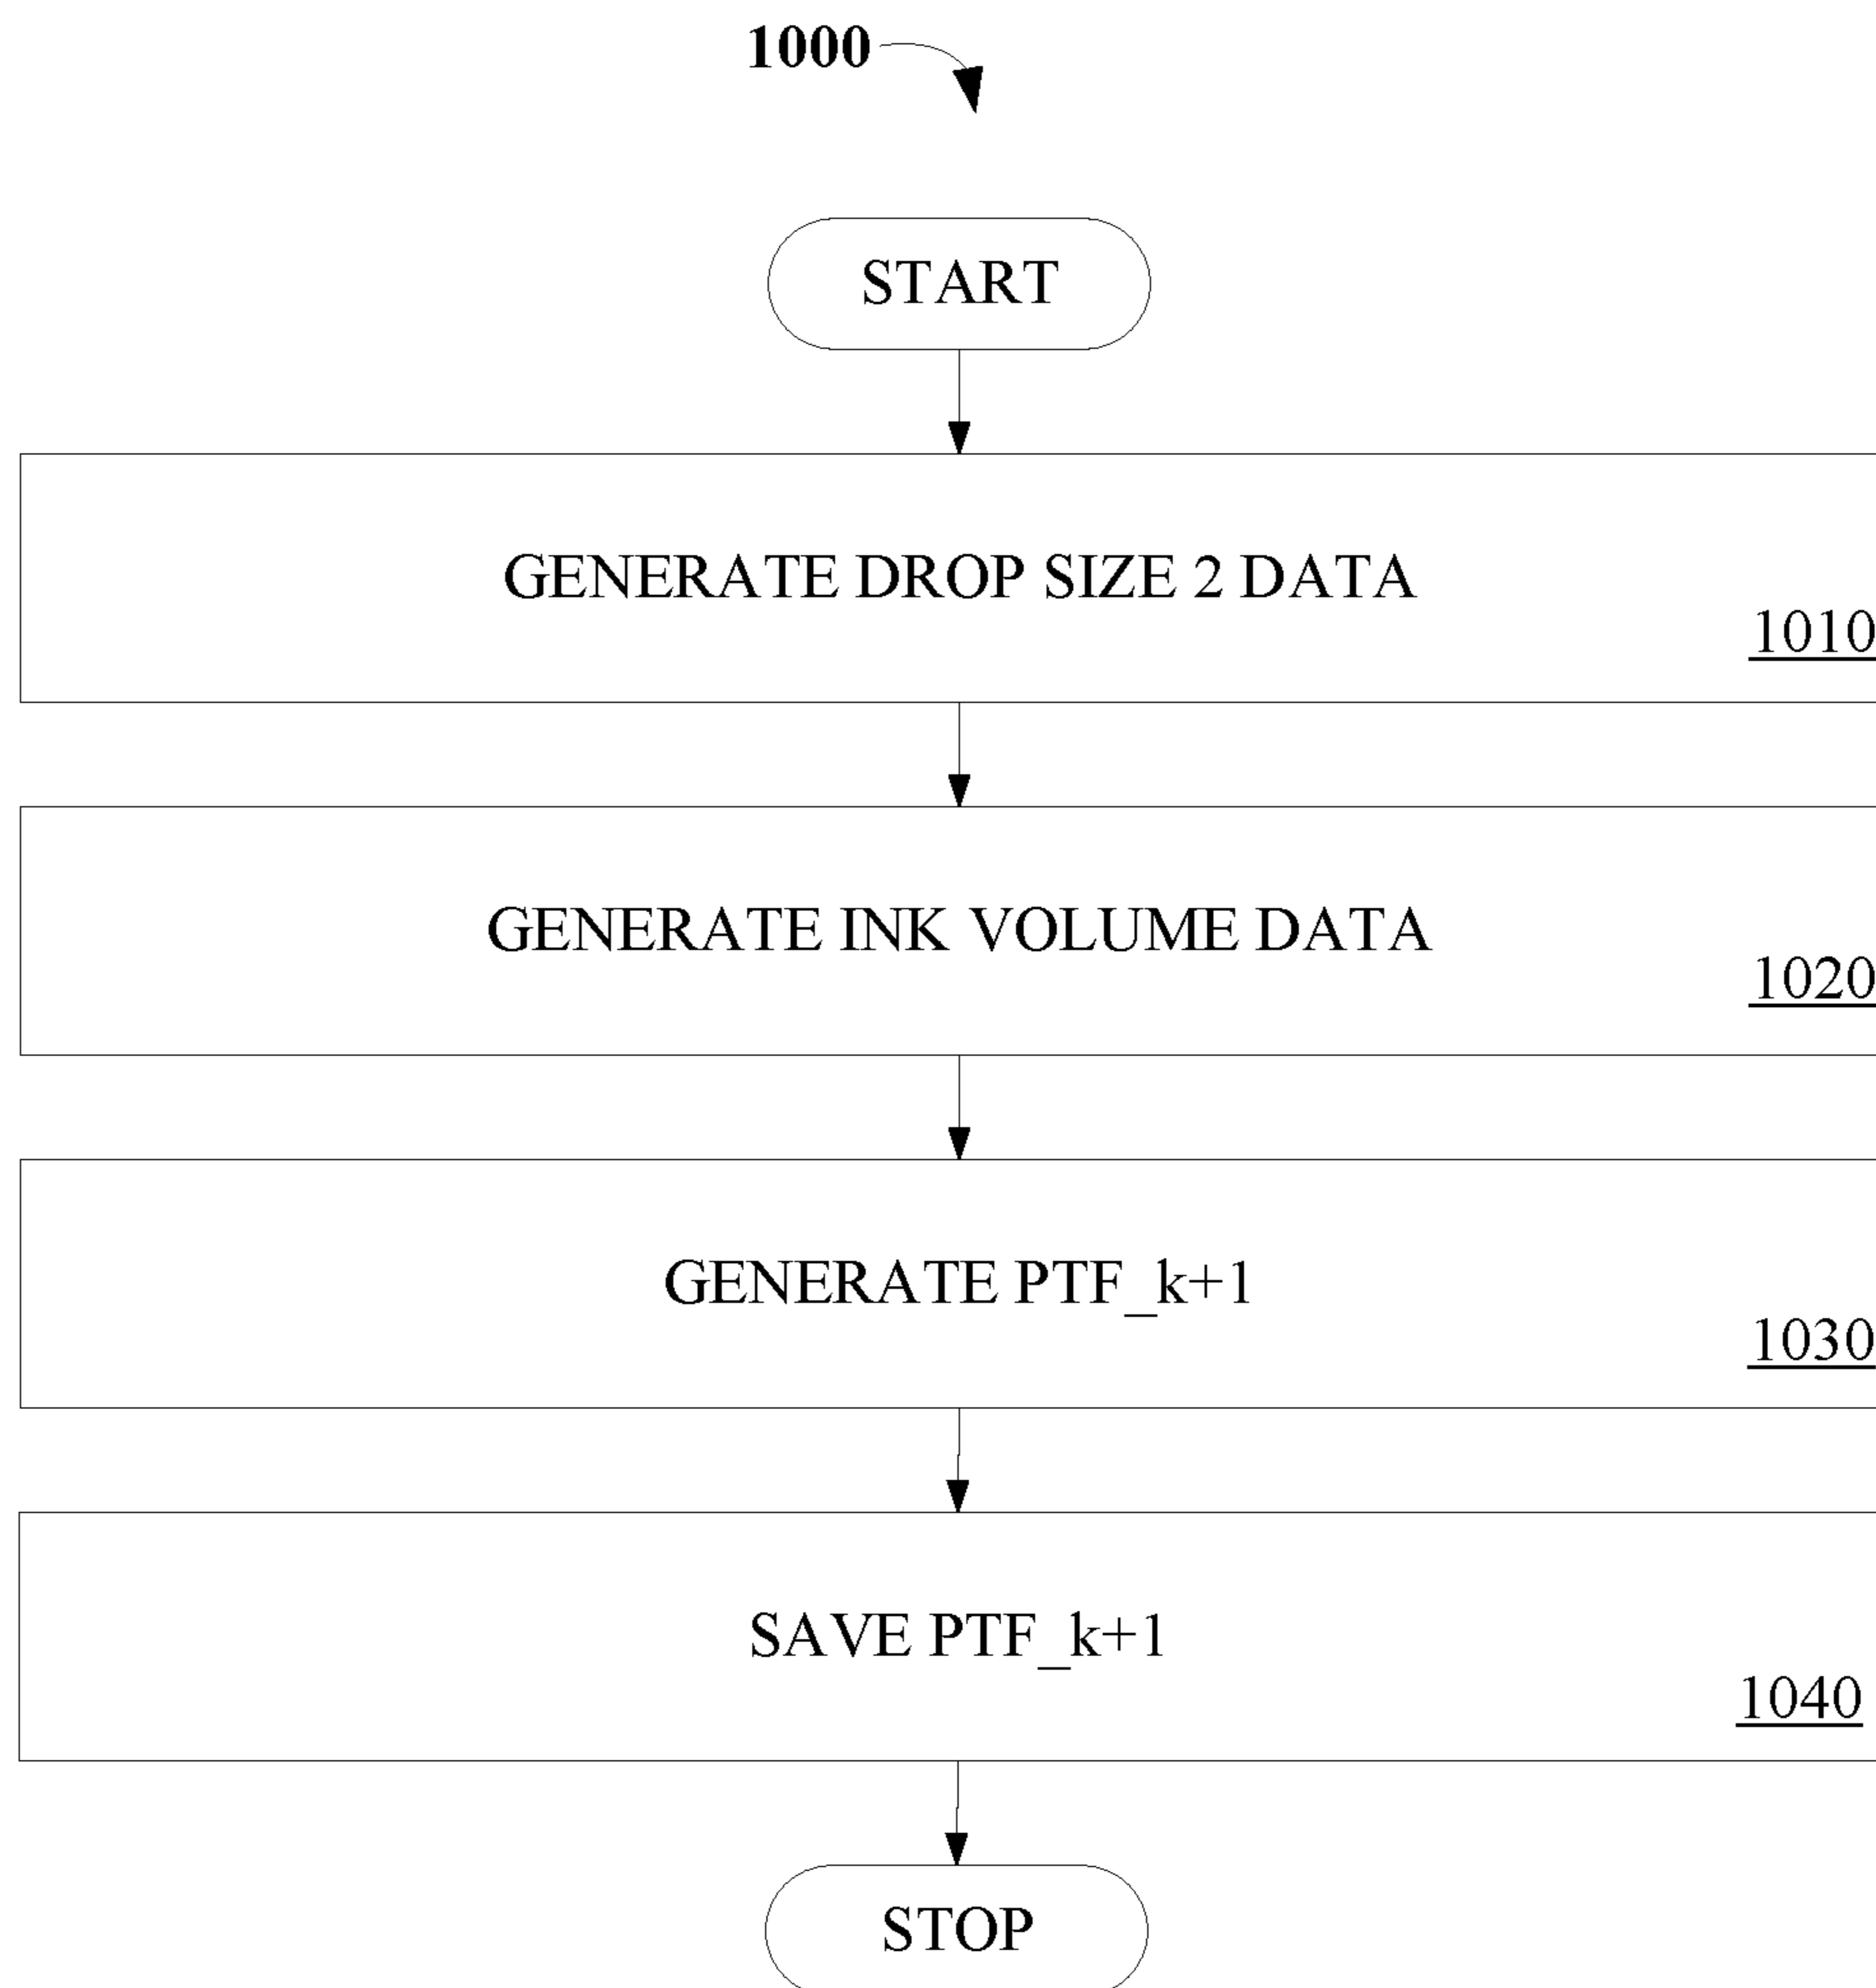 1000
START
GENERATE DROP SIZE 2 DATA
1010
GENERATE INK VOLUME DATA
1020
GENERATE PTF_k+1
1030
SAVE PTF_k+1
1040
STOP